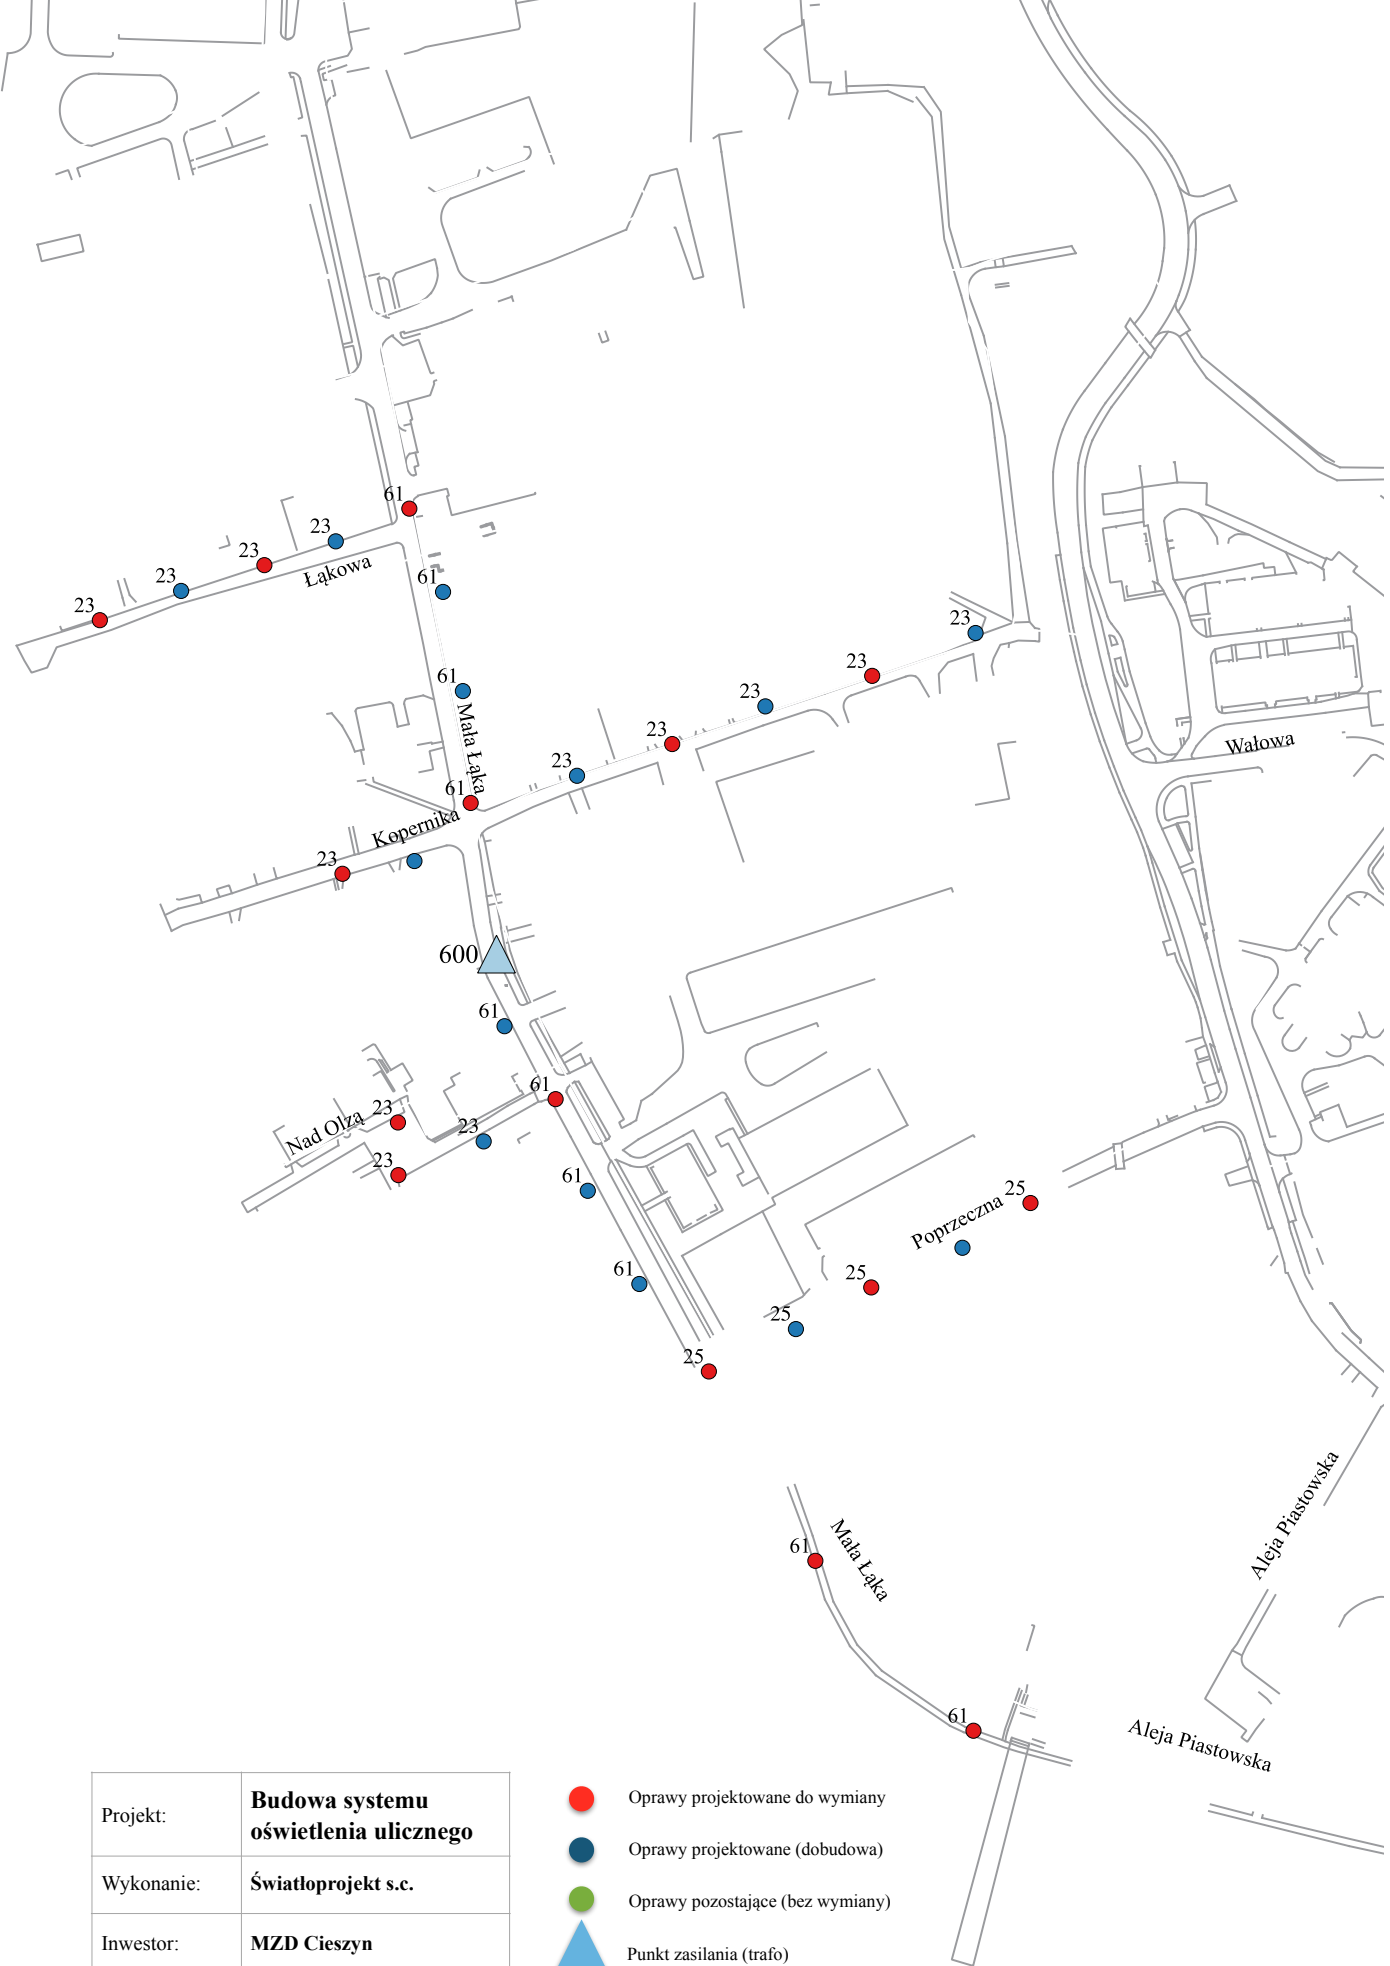 61
23
23
Łąkowa
23
61
23
23
61
23
23
Mała Łąka
23
23
61
Kopernika
23
600
61
61
23
Nad Olzą
23
23
61
61
25
Poprzeczna
25
25
25
Wałowa
61
Mała Łąka
Aleja Piastowska
61
Aleja Piastowska
Projekt:
Budowa systemu
oświetlenia ulicznego
Wykonanie:
Światłoprojekt s.c.
Inwestor:
MZD Cieszyn
Oprawy projektowane do wymiany
Oprawy projektowane (dobudowa)
Oprawy pozostające (bez wymiany)
Punkt zasilania (trafo)